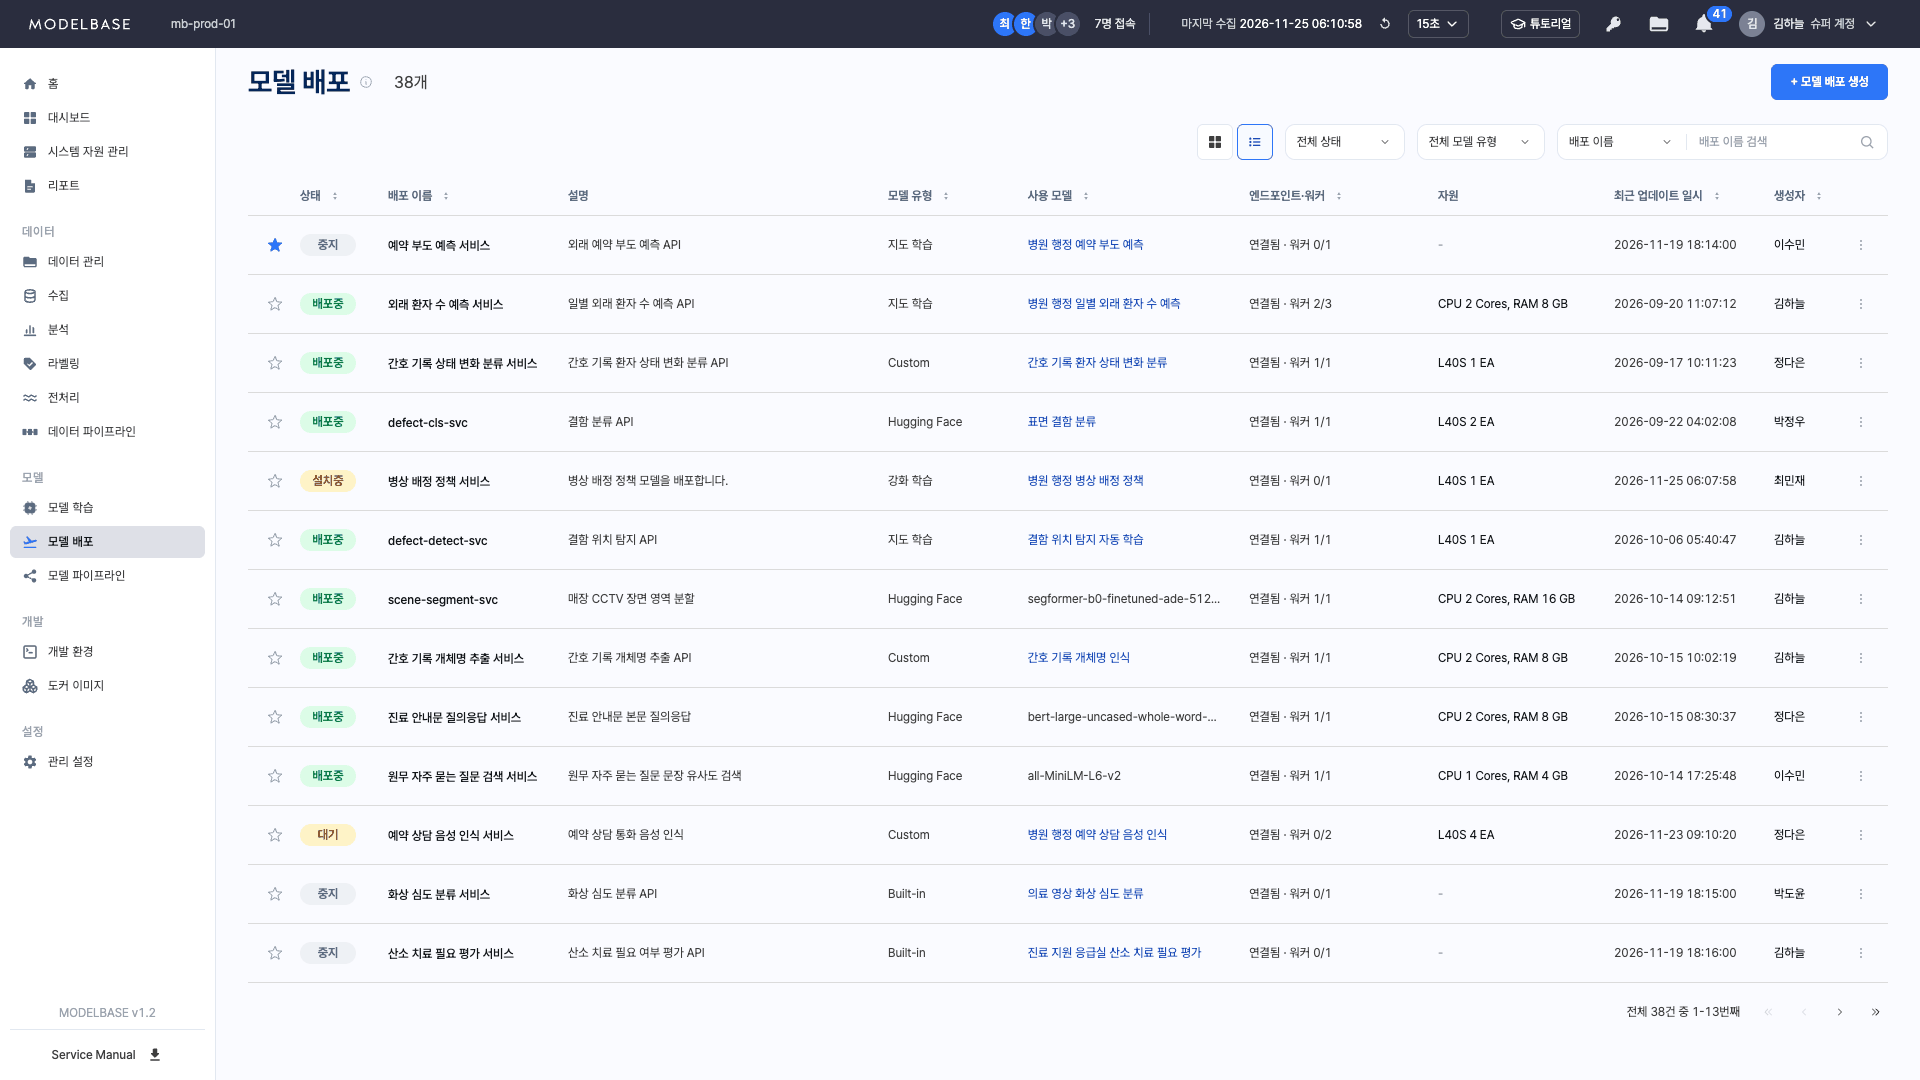 MODELBASE mb-prod-01 최 한 박 +3 7명 접속 마지막 수집 2026-11-25 06:10:58 15초 튜토리얼 41 김 김하늘 슈퍼 계정
홈
대시보드
시스템 자원 관리
리포트
데이터
데이터 관리
수집
분석
라벨링
전처리
데이터 파이프라인
모델
모델 학습
모델 배포
모델 파이프라인
개발
개발 환경
도커 이미지
설정
관리 설정
MODELBASE v1.2
Service Manual
모델 배포 38개 + 모델 배포 생성
전체 상태 전체 모델 유형 배포 이름 배포 이름 검색
상태 배포 이름 설명 모델 유형 사용 모델 엔드포인트·워커 자원 최근 업데이트 일시 생성자
중지 예약 부도 예측 서비스 외래 예약 부도 예측 API 지도 학습 병원 행정 예약 부도 예측 연결됨 · 워커 0/1 - 2026-11-19 18:14:00 이수민
배포중 외래 환자 수 예측 서비스 일별 외래 환자 수 예측 API 지도 학습 병원 행정 일별 외래 환자 수 예측 연결됨 · 워커 2/3 CPU 2 Cores, RAM 8 GB 2026-09-20 11:07:12 김하늘
배포중 간호 기록 상태 변화 분류 서비스 간호 기록 환자 상태 변화 분류 API Custom 간호 기록 환자 상태 변화 분류 연결됨 · 워커 1/1 L40S 1 EA 2026-09-17 10:11:23 정다은
배포중 defect-cls-svc 결함 분류 API Hugging Face 표면 결함 분류 연결됨 · 워커 1/1 L40S 2 EA 2026-09-22 04:02:08 박정우
설치중 병상 배정 정책 서비스 병상 배정 정책 모델을 배포합니다. 강화 학습 병원 행정 병상 배정 정책 연결됨 · 워커 0/1 L40S 1 EA 2026-11-25 06:07:58 최민재
배포중 defect-detect-svc 결함 위치 탐지 API 지도 학습 결함 위치 탐지 자동 학습 연결됨 · 워커 1/1 L40S 1 EA 2026-10-06 05:40:47 김하늘
배포중 scene-segment-svc 매장 CCTV 장면 영역 분할 Hugging Face segformer-b0-finetuned-ade-512... 연결됨 · 워커 1/1 CPU 2 Cores, RAM 16 GB 2026-10-14 09:12:51 김하늘
배포중 간호 기록 개체명 추출 서비스 간호 기록 개체명 추출 API Custom 간호 기록 개체명 인식 연결됨 · 워커 1/1 CPU 2 Cores, RAM 8 GB 2026-10-15 10:02:19 김하늘
배포중 진료 안내문 질의응답 서비스 진료 안내문 본문 질의응답 Hugging Face bert-large-uncased-whole-word-... 연결됨 · 워커 1/1 CPU 2 Cores, RAM 8 GB 2026-10-15 08:30:37 정다은
배포중 원무 자주 묻는 질문 검색 서비스 원무 자주 묻는 질문 문장 유사도 검색 Hugging Face all-MiniLM-L6-v2 연결됨 · 워커 1/1 CPU 1 Cores, RAM 4 GB 2026-10-14 17:25:48 이수민
대기 예약 상담 음성 인식 서비스 예약 상담 통화 음성 인식 Custom 병원 행정 예약 상담 음성 인식 연결됨 · 워커 0/2 L40S 4 EA 2026-11-23 09:10:20 정다은
중지 화상 심도 분류 서비스 화상 심도 분류 API Built-in 의료 영상 화상 심도 분류 연결됨 · 워커 0/1 - 2026-11-19 18:15:00 박도윤
중지 산소 치료 필요 평가 서비스 산소 치료 필요 여부 평가 API Built-in 진료 지원 응급실 산소 치료 필요 평가 연결됨 · 워커 0/1 - 2026-11-19 18:16:00 김하늘
전체 38건 중 1-13번째